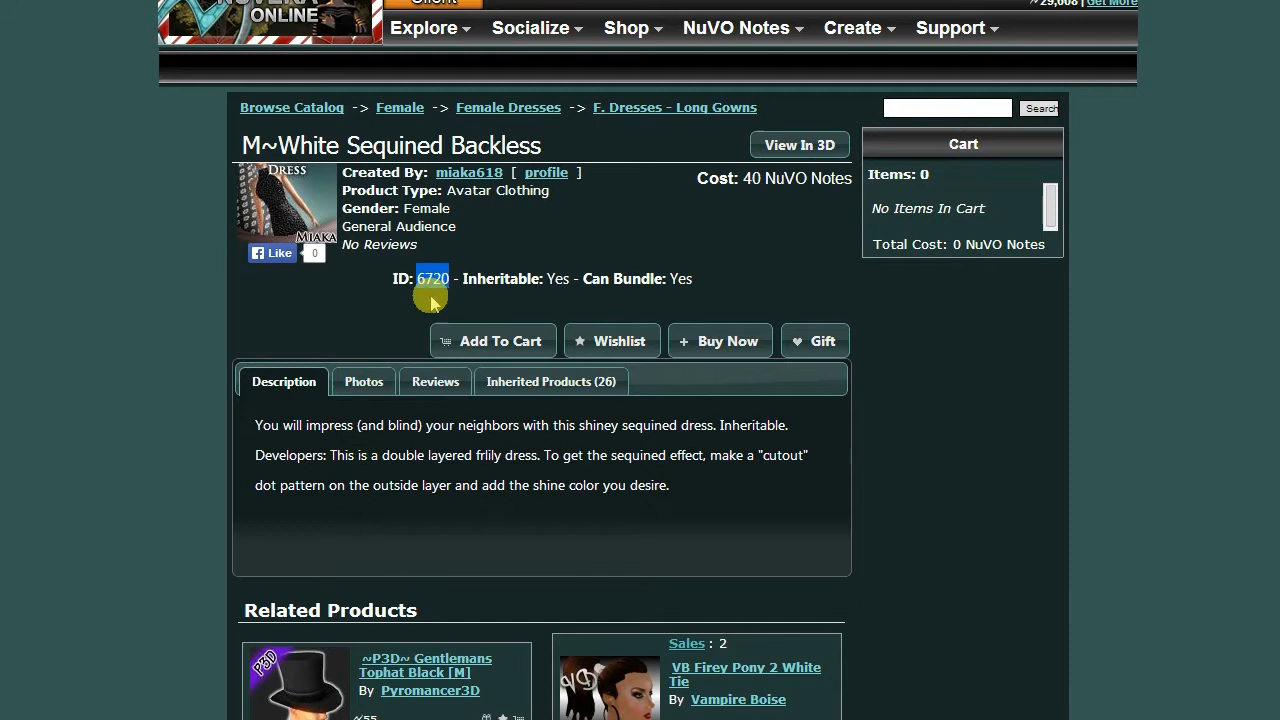 NUVERA
ONLINE
Client
29,008 | Get More
Explore Socialize Shop NuVO Notes Create Support
Browse Catalog -> Female -> Female Dresses -> F. Dresses - Long Gowns
Search
M~White Sequined Backless
View In 3D
Cart
DRESS
MIAKA
Created By: miaka618 [ profile ]
Product Type: Avatar Clothing
Gender: Female
General Audience
No Reviews
Cost: 40 NuVO Notes
Items: 0
No Items In Cart
Total Cost: 0 NuVO Notes
Like 0
ID: 6720 - Inheritable: Yes - Can Bundle: Yes
Add To Cart Wishlist Buy Now Gift
Description Photos Reviews Inherited Products (26)
You will impress (and blind) your neighbors with this shiney sequined dress. Inheritable.
Developers: This is a double layered frlily dress. To get the sequined effect, make a "cutout"
dot pattern on the outside layer and add the shine color you desire.
Related Products
P3D
~P3D~ Gentlemans
Tophat Black [M]
By Pyromancer3D
Sales : 2
VB Firey Pony 2 White
Tie
By Vampire Boise